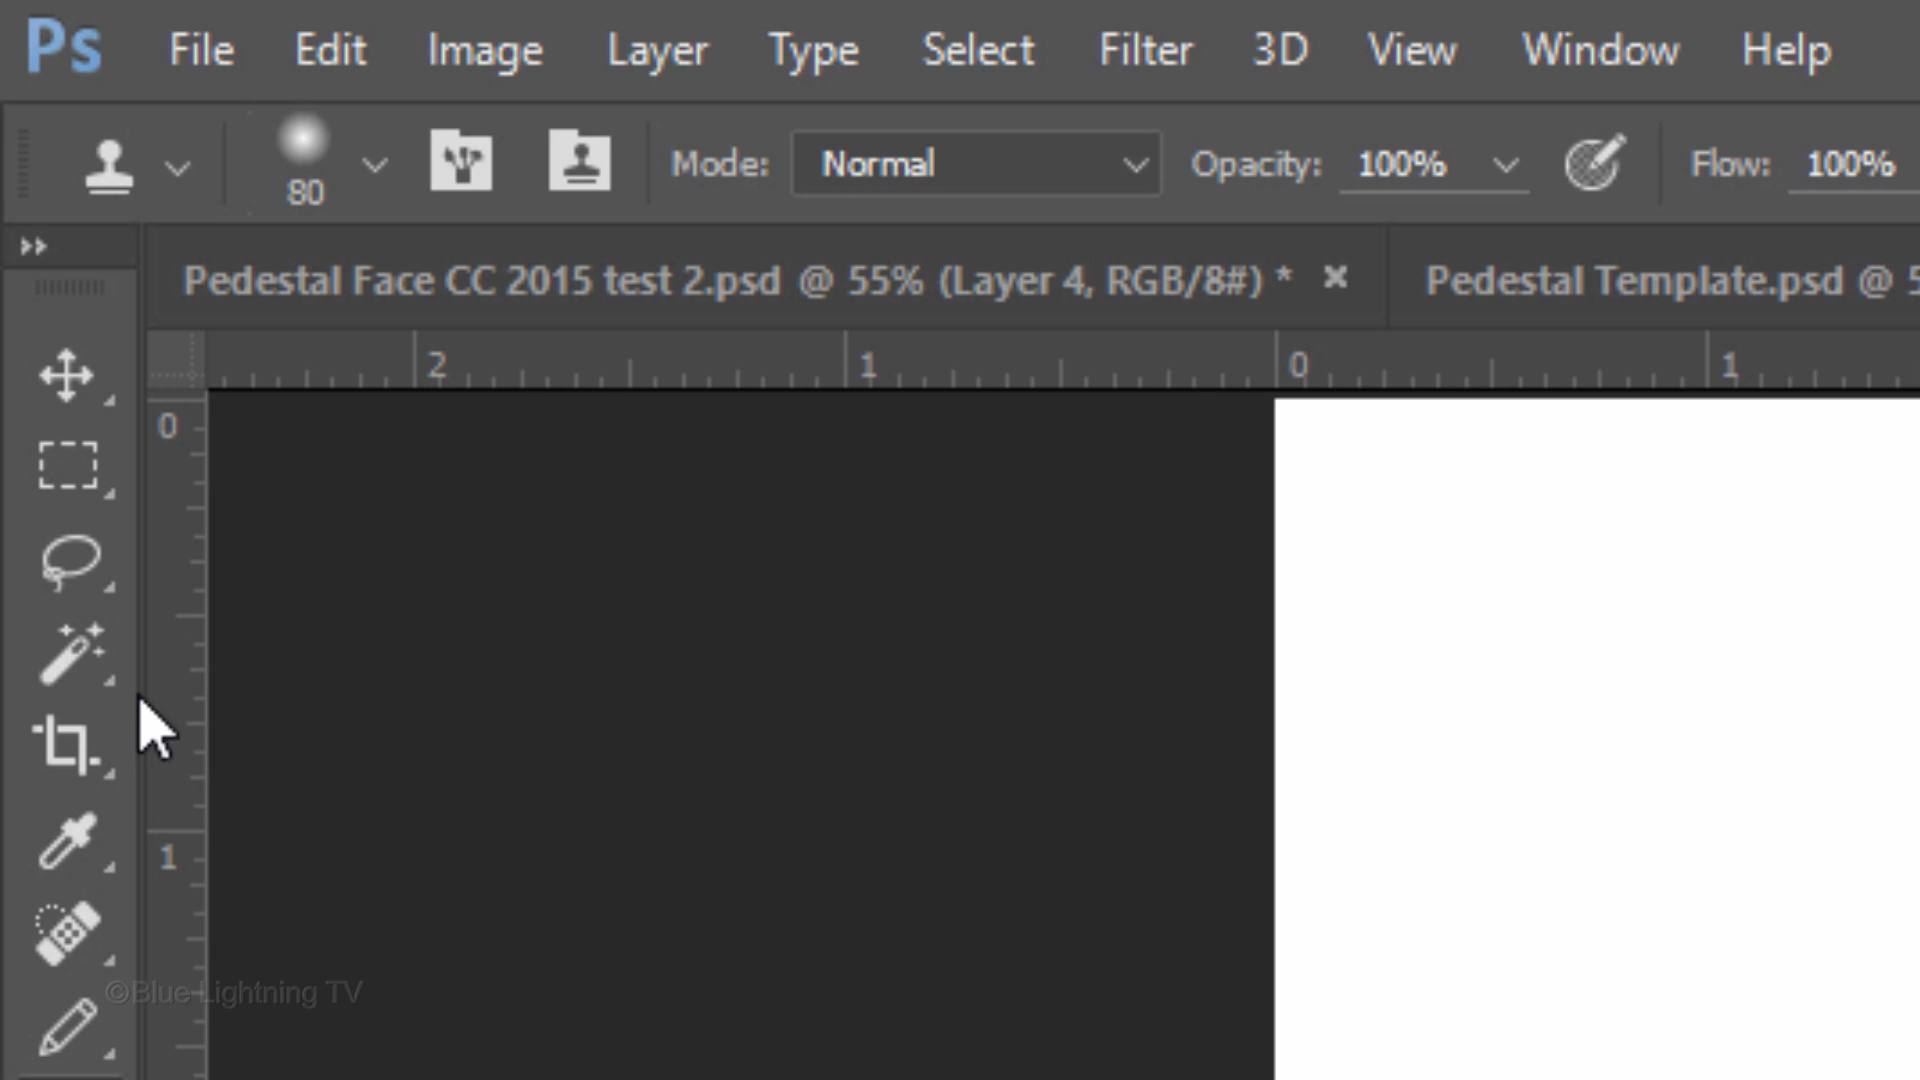 Ps File Edit Image Layer Type Select Filter 3D View Window Help
80 Mode: Normal Opacity: 100% Flow: 100%
Pedestal Face CC 2015 test 2.psd @ 55% (Layer 4, RGB/8#) * × Pedestal Template.psd @ 5
2 1 0 1
0
1
©Blue Lightning TV